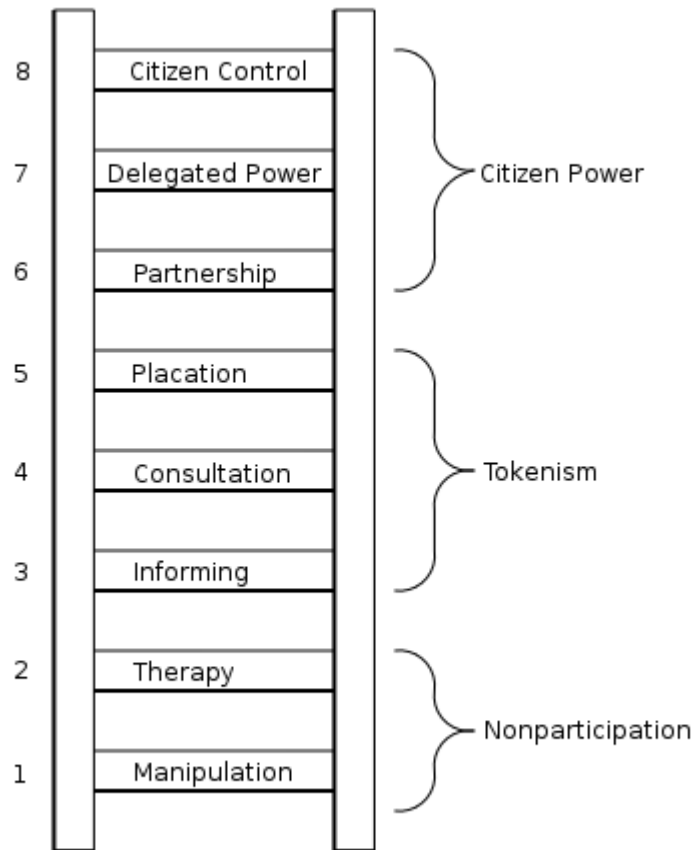 8 Citizen Control
7 Delegated Power Citizen Power
6 Partnership
5 Placation
4 Consultation Tokenism
3 Informing
2 Therapy
Nonparticipation
1 Manipulation